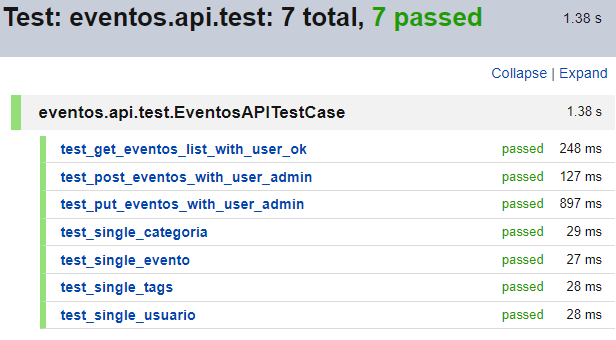 Test: eventos.api.test: 7 total, 7 passed 1.38 s
Collapse | Expand
eventos.api.test.EventosAPITestCase 1.38 s
test_get_eventos_list_with_user_ok passed 248 ms
test_post_eventos_with_user_admin passed 127 ms
test_put_eventos_with_user_admin passed 897 ms
test_single_categoria passed 29 ms
test_single_evento passed 27 ms
test_single_tags passed 28 ms
test_single_usuario passed 28 ms